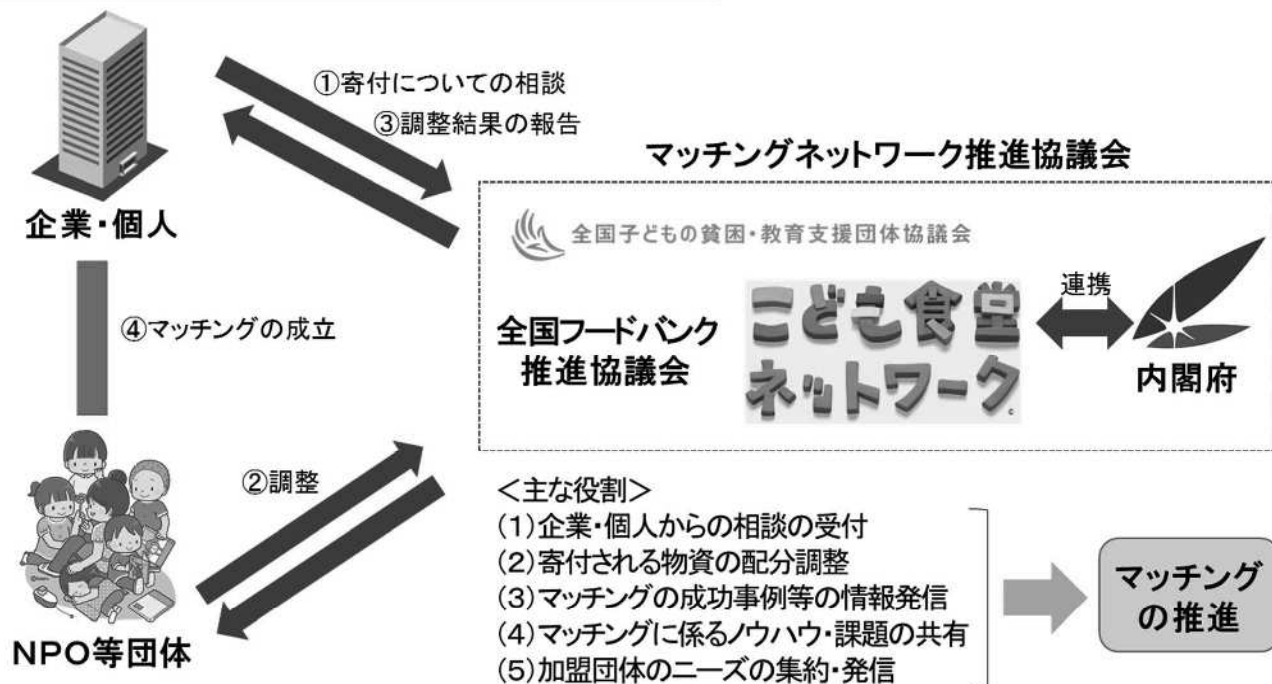 ①寄付についての相談
③調整結果の報告
企業・個人
④マッチングの成立
マッチングネットワーク推進協議会
全国子どもの貧困・教育支援団体協議会
全国フードバンク
推進協議会
こども食堂
ネットワーク
連携
内閣府
②調整
NPO等団体
＜主な役割＞
(1)企業・個人からの相談の受付
(2)寄付される物資の配分調整
(3)マッチングの成功事例等の情報発信
(4)マッチングに係るノウハウ・課題の共有
(5)加盟団体のニーズの集約・発信
マッチング
の推進